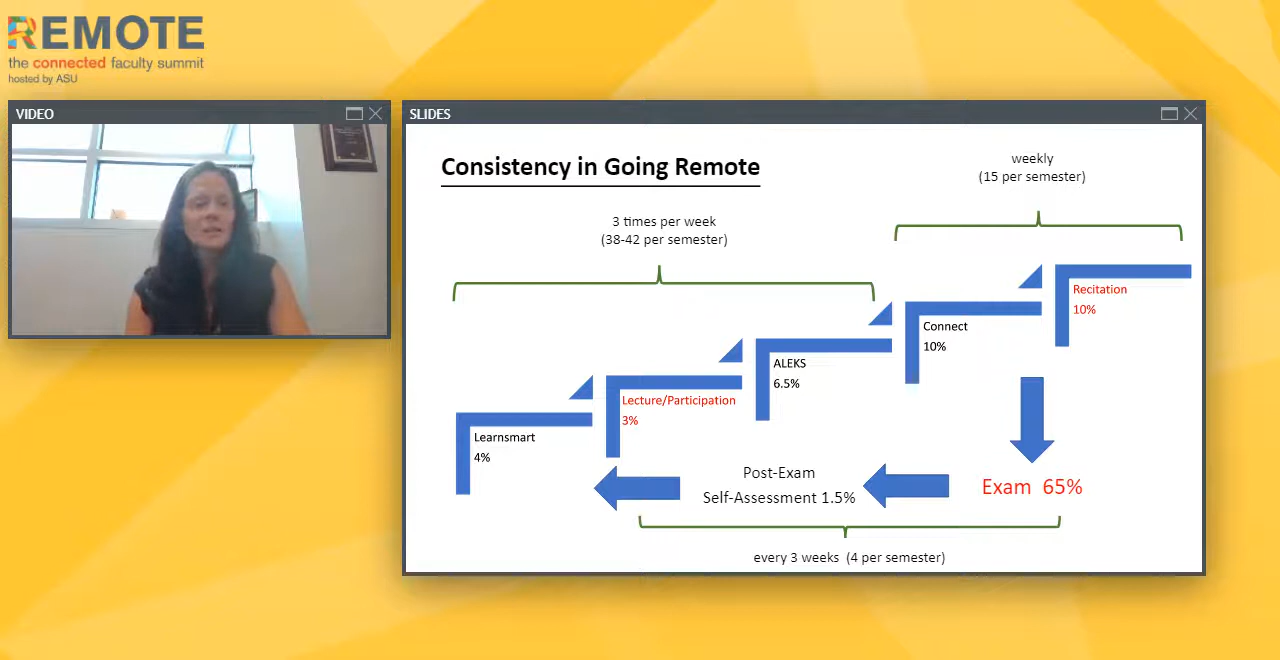 REMOTE
the connected faculty summit
hosted by ASU
VIDEO
SLIDES
Consistency in Going Remote
weekly
(15 per semester)
3 times per week
(38-42 per semester)
Recitation
10%
Connect
10%
ALEKS
6.5%
Lecture/Participation
3%
Learnsmart
4%
Post-Exam
Self-Assessment 1.5%
Exam 65%
every 3 weeks (4 per semester)